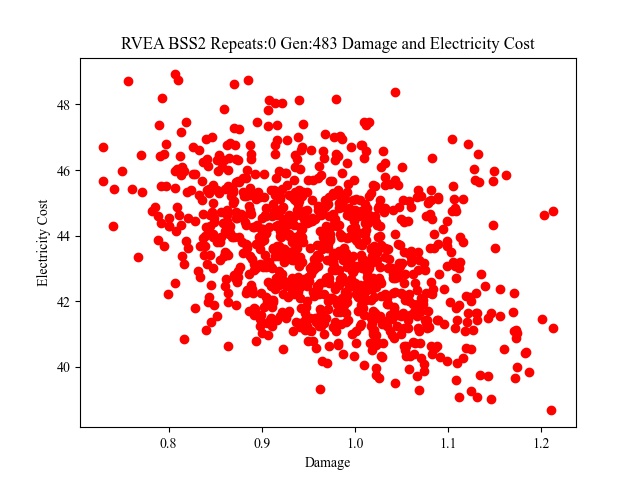 RVEA BSS2 Repeats:0 Gen:483 Damage and Electricity Cost
48
46
44
42
40
Electricity Cost
0.8 0.9 1.0 1.1 1.2
Damage